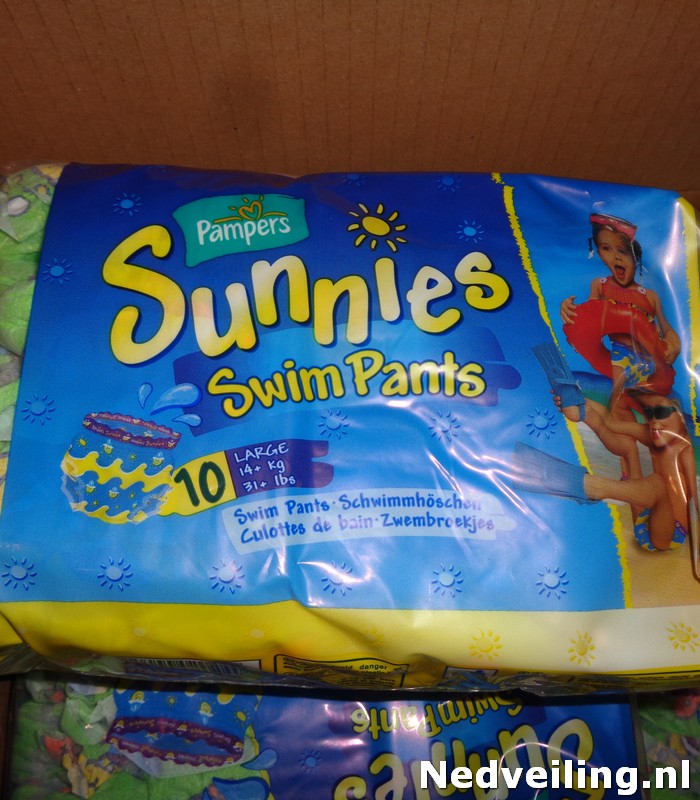 Pampers
Sunnies
Swim Pants
10
LARGE
14+ kg
31+ lbs
Swim Pants · Schwimmhöschen
Culottes de bain · Zwembroekjes
danger
Swim Pants
Sunnies
Nedveiling.nl